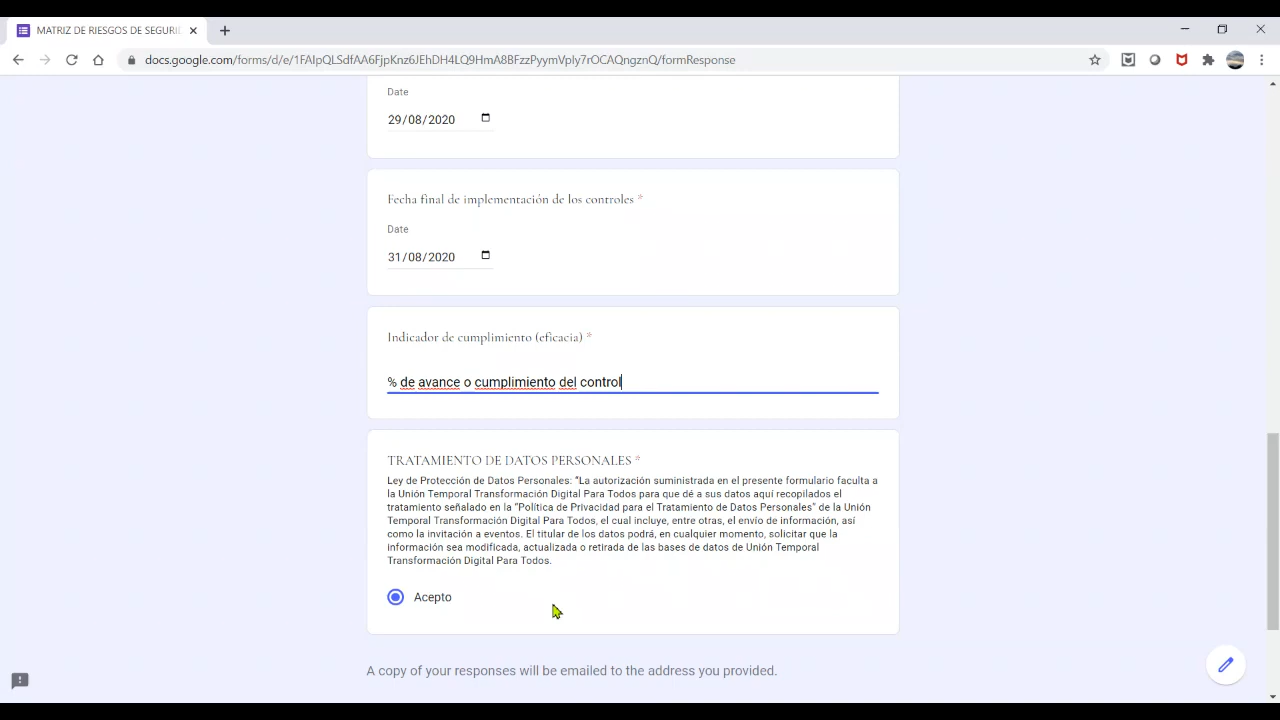 MATRIZ DE RIESGOS DE SEGURI
docs.google.com/forms/d/e/1FAIpQLSdfAA6FjpKnz6JEhDH4LQ9HnA8BFzzPyymVply7rOCAQngznQ/formResponse
Date
29/08/2020
Fecha final de implementación de los controles *
Date
31/08/2020
Indicador de cumplimiento (eficacia) *
% de avance o cumplimiento del control
TRATAMIENTO DE DATOS PERSONALES *
Ley de Protección de Datos Personales: “La autorización suministrada en el presente formulario faculta a
la Unión Temporal Transformación Digital Para Todos para que dé a sus datos aquí recopilados el
tratamiento señalado en la “Política de Privacidad para el Tratamiento de Datos Personales” de la Unión
Temporal Transformación Digital Para Todos, el cual incluye, entre otras, el envío de información, así
como la invitación a eventos. El titular de los datos podrá, en cualquier momento, solicitar que la
información sea modificada, actualizada o retirada de las bases de datos de Unión Temporal
Transformación Digital Para Todos.
Acepto
A copy of your responses will be emailed to the address you provided.